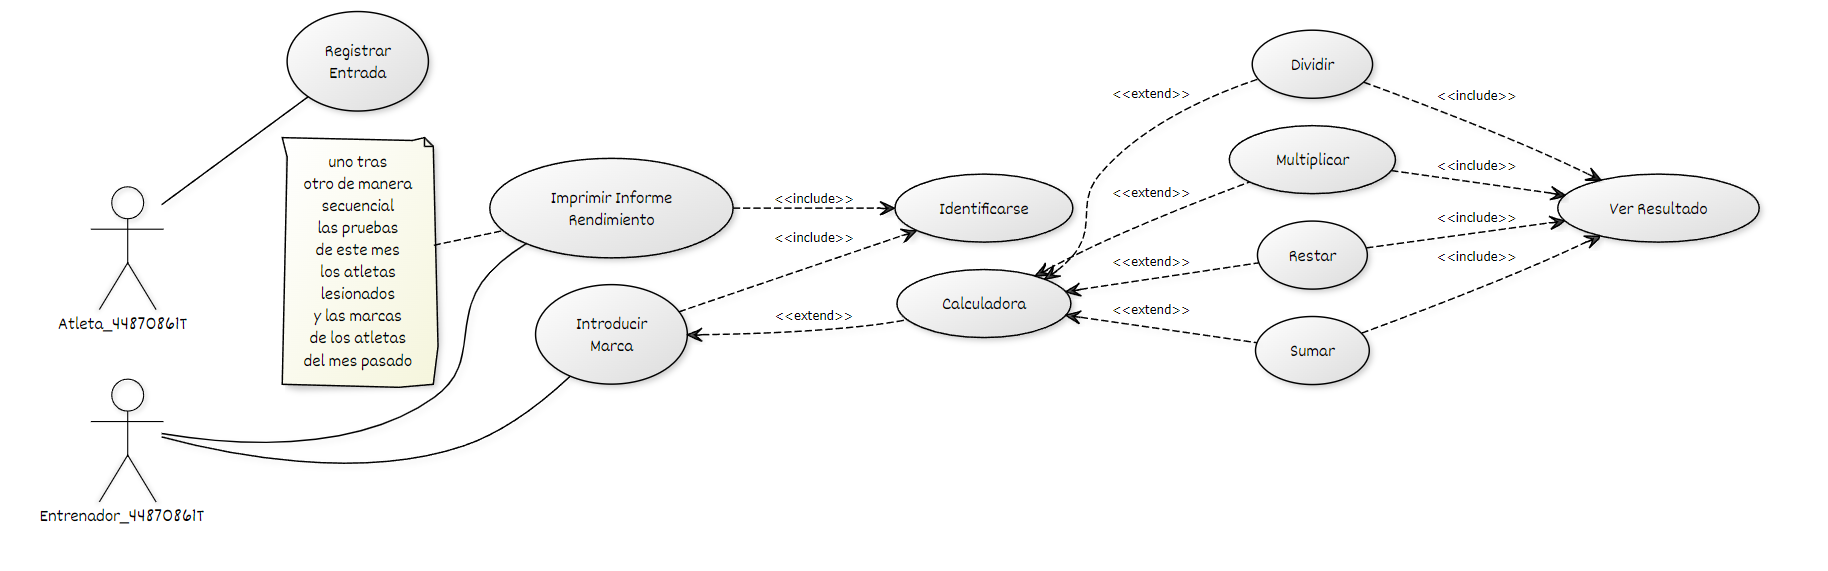 Registrar
Entrada
uno tras
otro de manera
secuencial
las pruebas
de este mes
los atletas
lesionados
y las marcas
de los atletas
del mes pasado
Atleta_44870861T
Entrenador_44870861T
Imprimir Informe
Rendimiento
Introducir
Marca
<<include>>
<<include>>
<<extend>>
Identificarse
Calculadora
<<extend>>
<<extend>>
<<extend>>
<<extend>>
Dividir
Multiplicar
Restar
Sumar
<<include>>
<<include>>
<<include>>
<<include>>
Ver Resultado